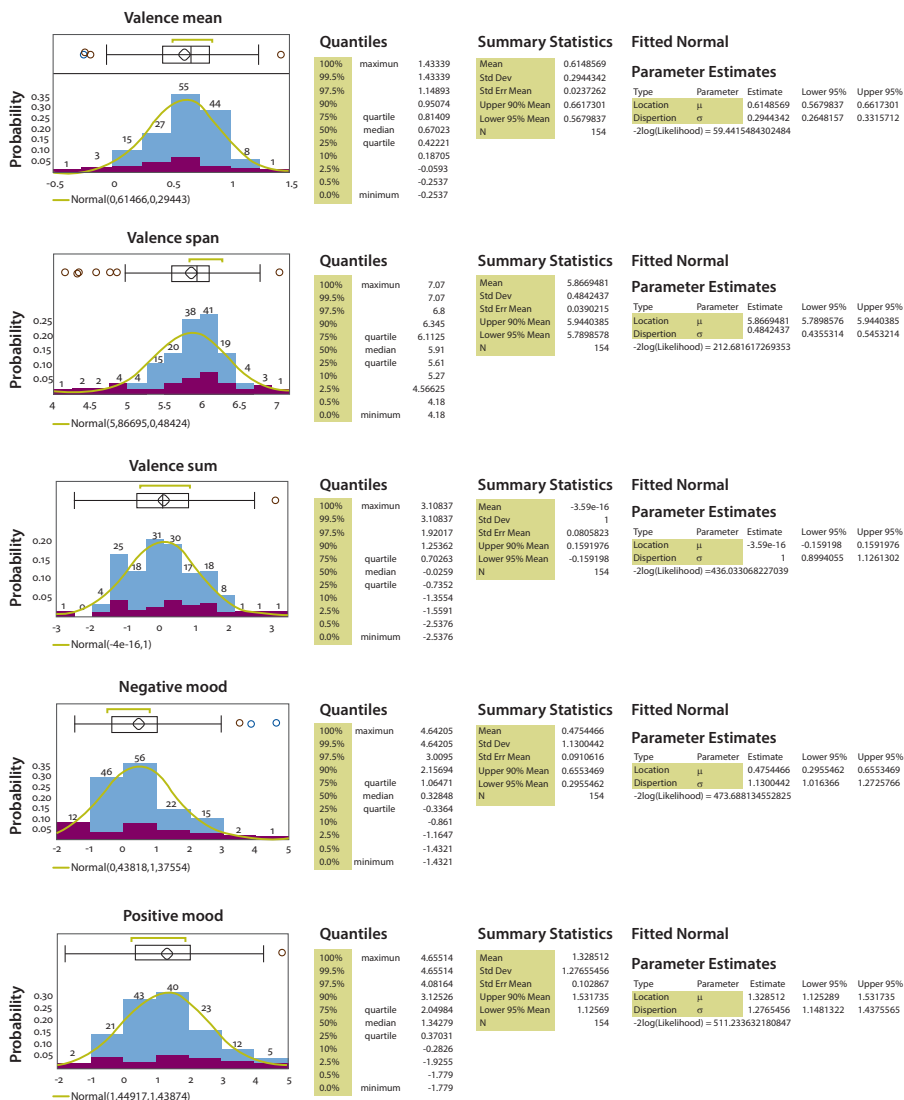 Valence mean
Probability
0.35
0.30
0.25
0.20
0.15
0.10
0.05
1 3 15 27 55 44 8 1
-0.5 0 0.5 1 1.5
Normal(0,61466,0,29443)
Quantiles
100% maximun 1.43339
99.5% 1.43339
97.5% 1.14893
90% 0.95074
75% quartile 0.81409
50% median 0.67023
25% quartile 0.42221
10% 0.18705
2.5% -0.0593
0.5% -0.2537
0.0% minimum -0.2537
Summary Statistics
Mean 0.6148569
Std Dev 0.2944342
Std Err Mean 0.0237262
Upper 90% Mean 0.6617301
Lower 95% Mean 0.5679837
N 154
Fitted Normal
Parameter Estimates
Type Parameter Estimate Lower 95% Upper 95%
Location μ 0.6148569 0.5679837 0.6617301
Dispertion σ 0.2944342 0.2648157 0.3315712
-2log(Likelihood) = 59.4415484302484
Valence span
Probability
0.25
0.20
0.15
0.10
0.05
1 2 2 4 4 15 20 38 41 19 4 3 1
4 4.5 5 5.5 6 6.5 7
Normal(5,86695,0,48424)
Quantiles
100% maximun 7.07
99.5% 7.07
97.5% 6.8
90% 6.345
75% quartile 6.1125
50% median 5.91
25% quartile 5.61
10% 5.27
2.5% 4.56625
0.5% 4.18
0.0% minimum 4.18
Summary Statistics
Mean 5.8669481
Std Dev 0.4842437
Std Err Mean 0.0390215
Upper 90% Mean 5.9440385
Lower 95% Mean 5.7898578
N 154
Fitted Normal
Parameter Estimates
Type Parameter Estimate Lower 95% Upper 95%
Location μ 5.8669481 5.7898576 5.9440385
Dispertion σ 0.4842437 0.4355314 0.5453214
-2log(Likelihood) = 212.681617269353
Valence sum
Probability
0.20
0.15
0.10
0.05
1 0 4 25 18 31 30 17 18 8 1 1 1
-3 -2 -1 0 1 2 3
Normal(-4e-16,1)
Quantiles
100% maximun 3.10837
99.5% 3.10837
97.5% 1.92017
90% 1.25362
75% quartile 0.70263
50% median -0.0259
25% quartile -0.7352
10% -1.3554
2.5% -1.5591
0.5% -2.5376
0.0% minimum -2.5376
Summary Statistics
Mean -3.59e-16
Std Dev 1
Std Err Mean 0.0805823
Upper 90% Mean 0.1591976
Lower 95% Mean -0.159198
N 154
Fitted Normal
Parameter Estimates
Type Parameter Estimate Lower 95% Upper 95%
Location μ -3.59e-16 -0.159198 0.1591976
Dispertion σ 1 0.8994055 1.1261302
-2log(Likelihood) =436.033068227039
Negative mood
Probability
0.35
0.30
0.25
0.20
0.15
0.10
0.05
12 46 56 22 15 2 1
-2 -1 0 1 2 3 4 5
Normal(0,43818,1,37554)
Quantiles
100% maximun 4.64205
99.5% 4.64205
97.5% 3.0095
90% 2.15694
75% quartile 1.06471
50% median 0.32848
25% quartile -0.3364
10% -0.861
2.5% -1.1647
0.5% -1.4321
0.0% minimum -1.4321
Summary Statistics
Mean 0.4754466
Std Dev 1.1300442
Std Err Mean 0.0910616
Upper 90% Mean 0.6553469
Lower 95% Mean 0.2955462
N 154
Fitted Normal
Parameter Estimates
Type Parameter Estimate Lower 95% Upper 95%
Location μ 0.4754466 0.2955462 0.6553469
Dispertion σ 1.1300442 1.016366 1.2725766
-2log(Likelihood) = 473.688134552825
Positive mood
Probability
0.30
0.25
0.20
0.15
0.10
0.05
2 21 43 40 23 12 5
-2 -1 0 1 2 3 4 5
Normal(1,44917,1,43874)
Quantiles
100% maximun 4.65514
99.5% 4.65514
97.5% 4.08164
90% 3.12526
75% quartile 2.04984
50% median 1.34279
25% quartile 0.37031
10% -0.2826
2.5% -1.9255
0.5% -1.779
0.0% minimum -1.779
Summary Statistics
Mean 1.328512
Std Dev 1.27655456
Std Err Mean 0.102867
Upper 90% Mean 1.531735
Lower 95% Mean 1.12569
N 154
Fitted Normal
Parameter Estimates
Type Parameter Estimate Lower 95% Upper 95%
Location μ 1.328512 1.125289 1.531735
Dispertion σ 1.2765456 1.1481322 1.4375565
-2log(Likelihood) = 511.233632180847